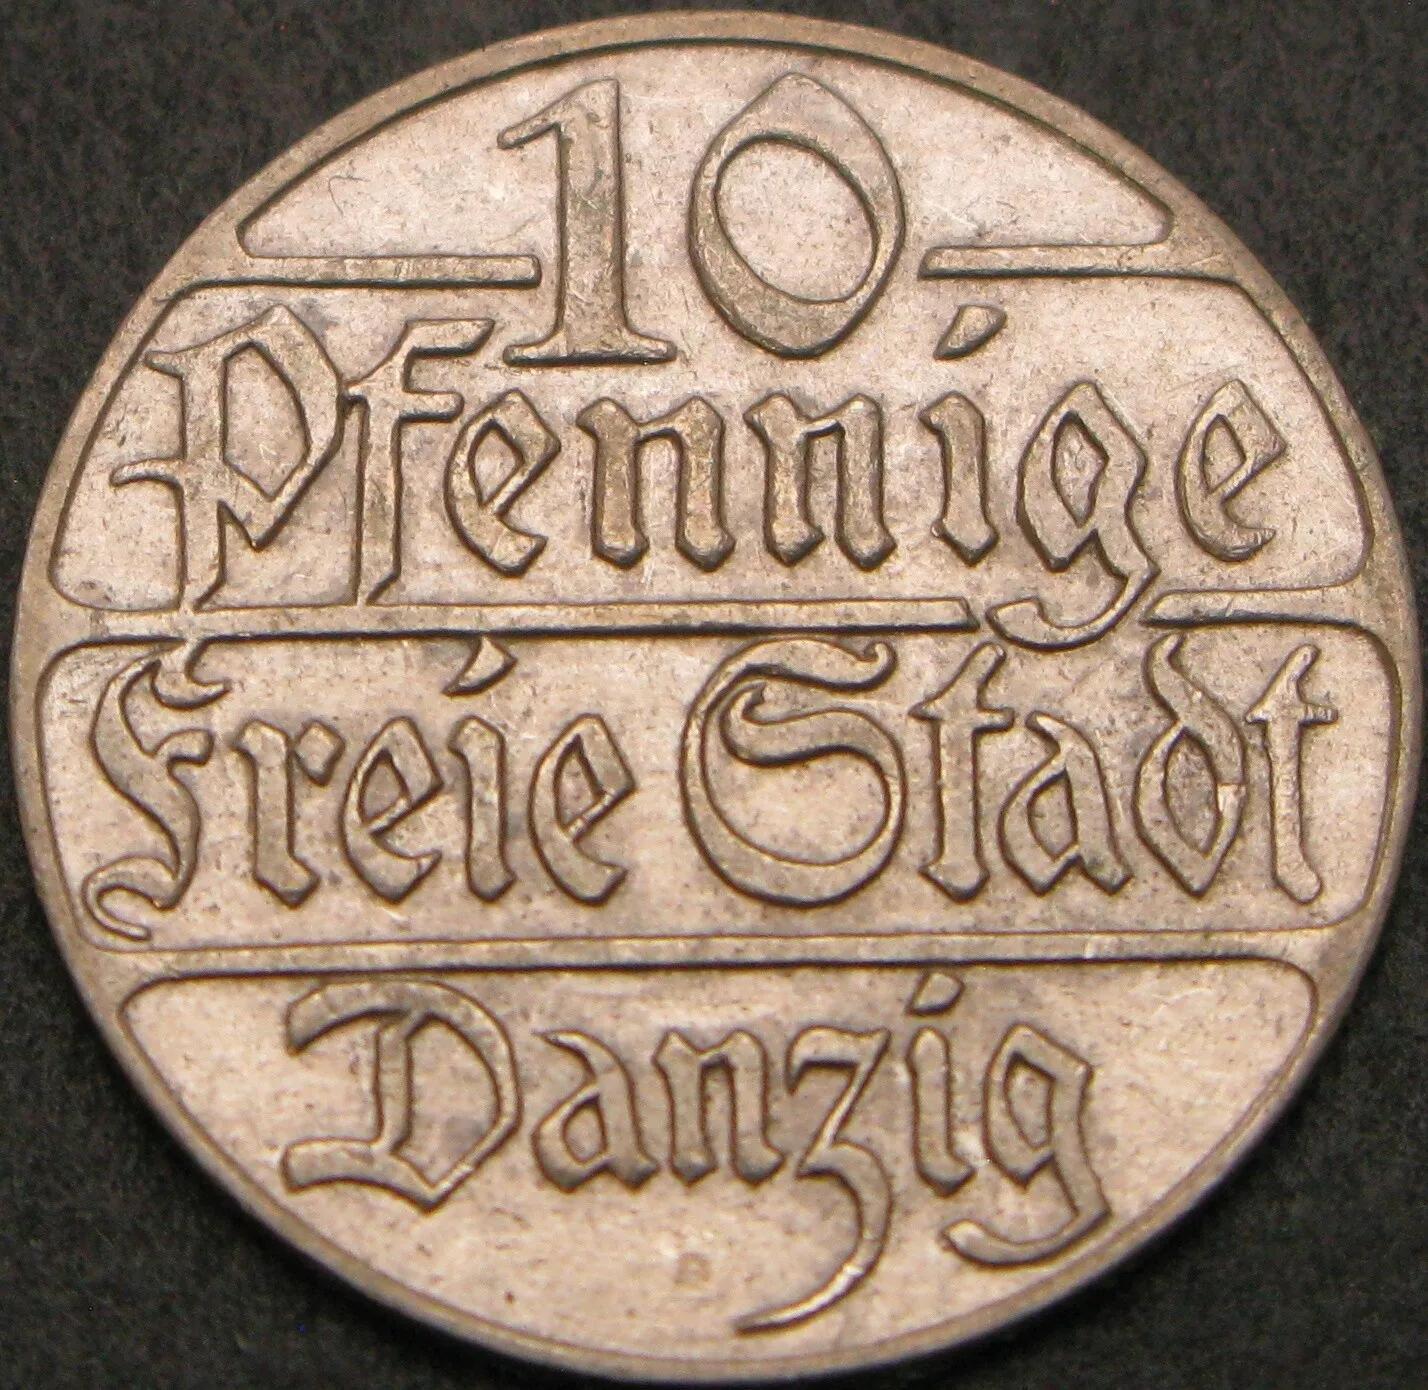 10
Pfennige
Freie Stadt
Danzig